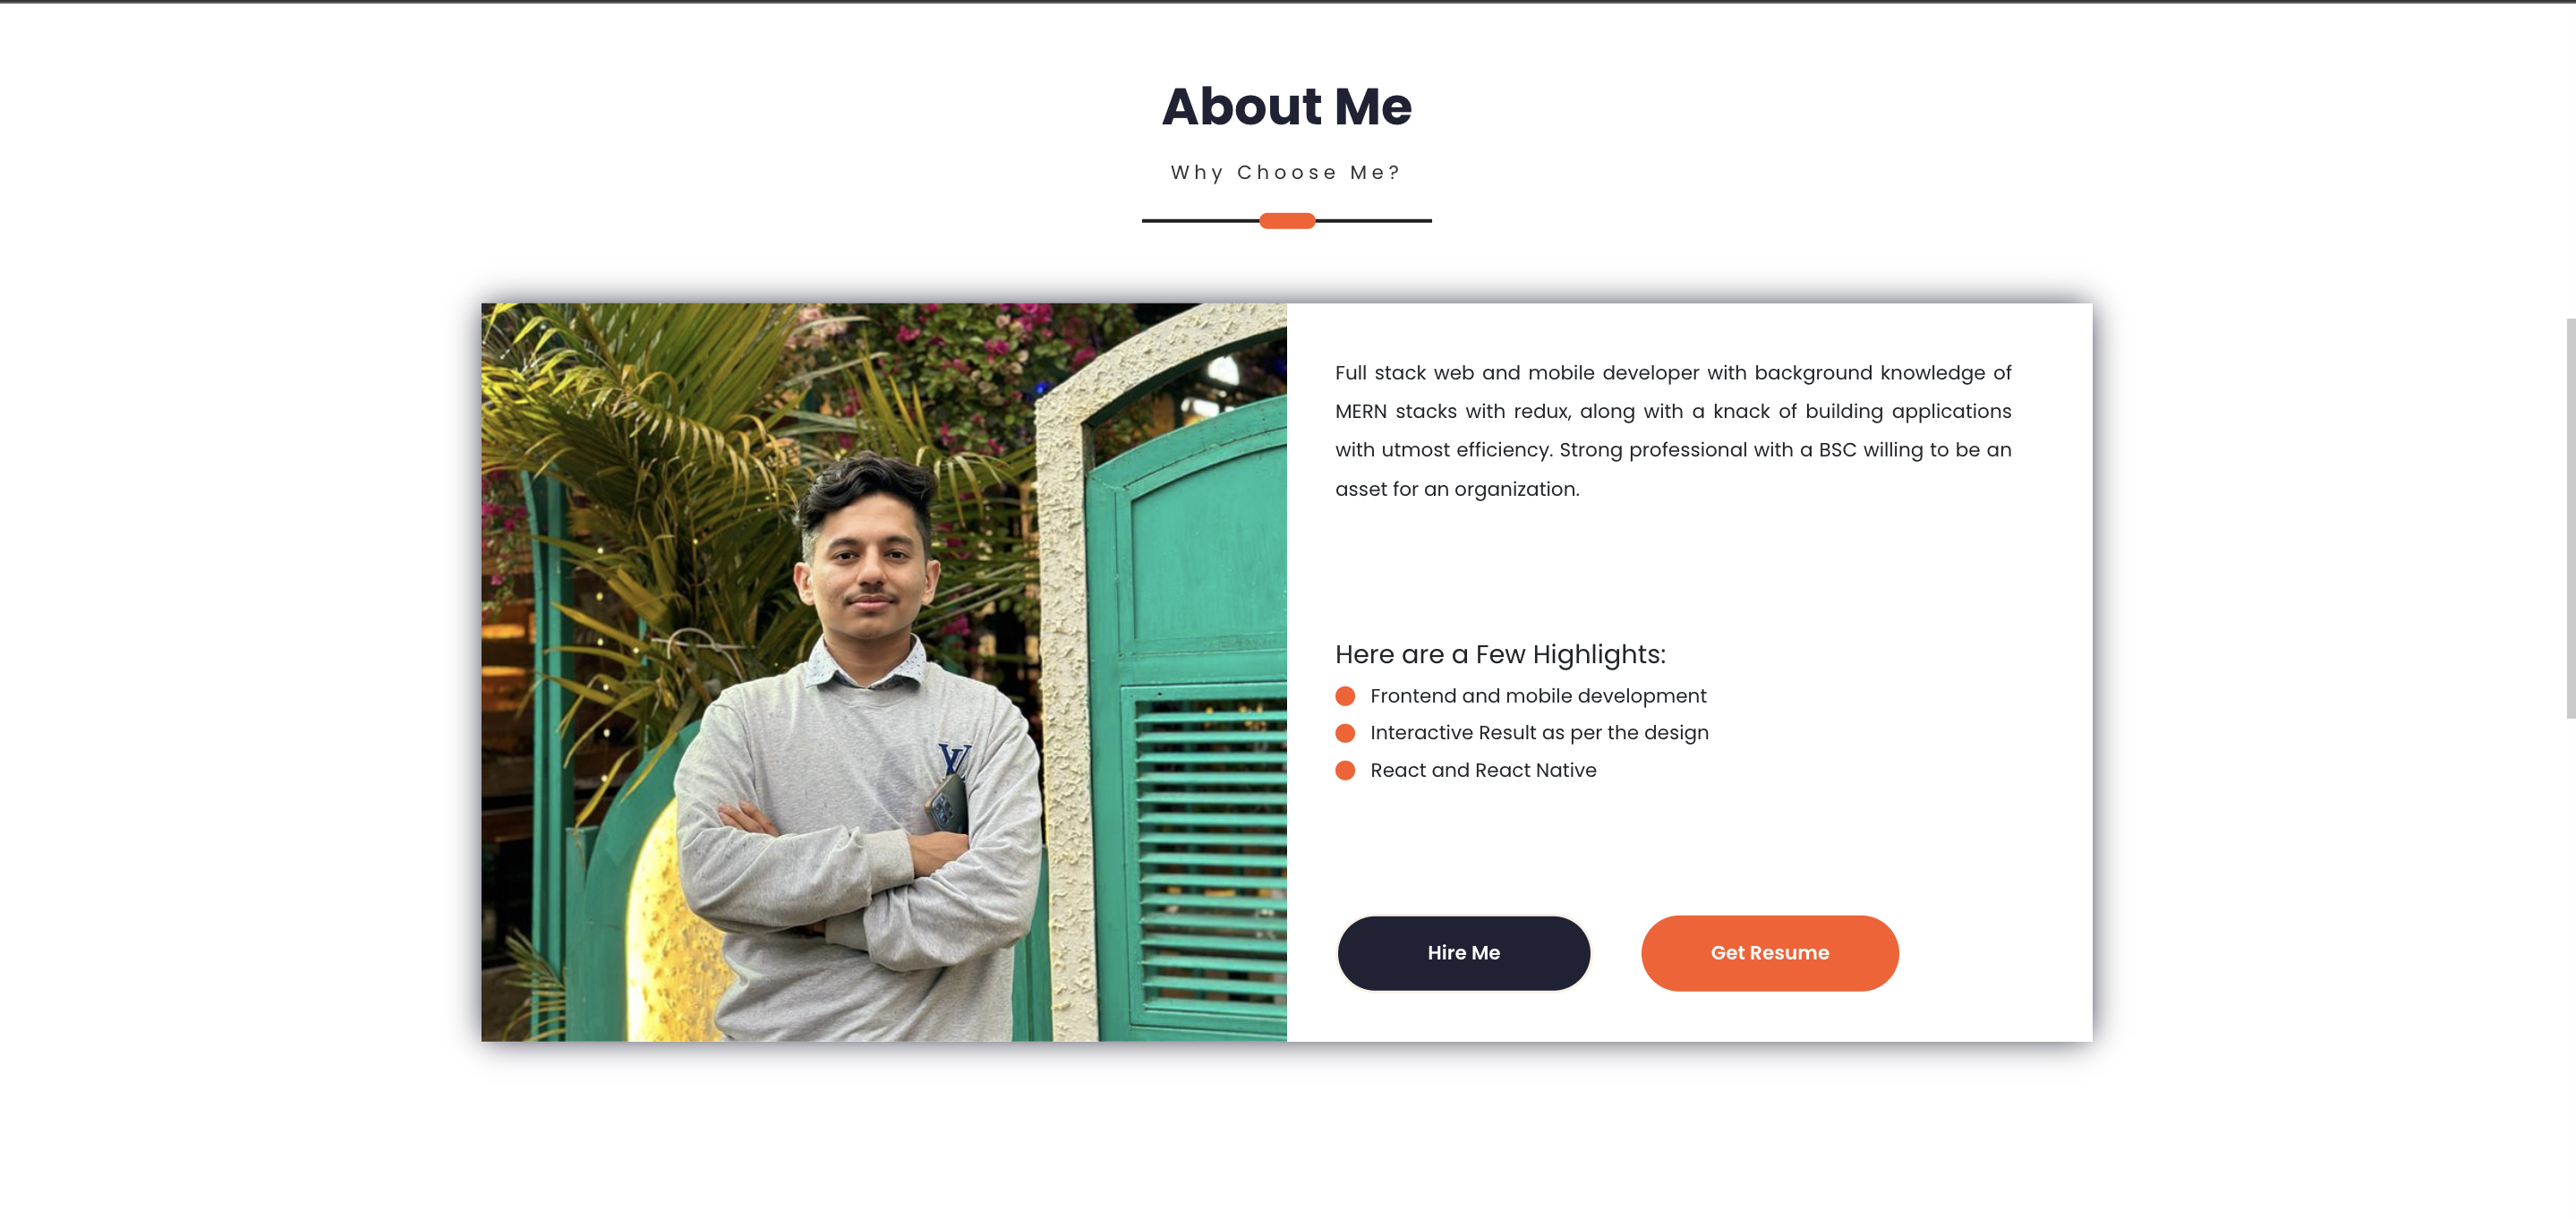 About Me
Why Choose Me?
Full stack web and mobile developer with background knowledge of
MERN stacks with redux, along with a knack of building applications
with utmost efficiency. Strong professional with a BSC willing to be an
asset for an organization.
Here are a Few Highlights:
Frontend and mobile development
Interactive Result as per the design
React and React Native
Hire Me
Get Resume